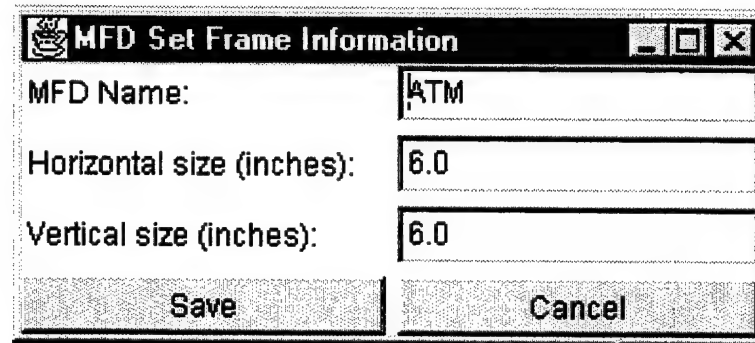 MFD Set Frame Information
MFD Name: ATM
Horizontal size (inches): 6.0
Vertical size (inches): 6.0
Save Cancel